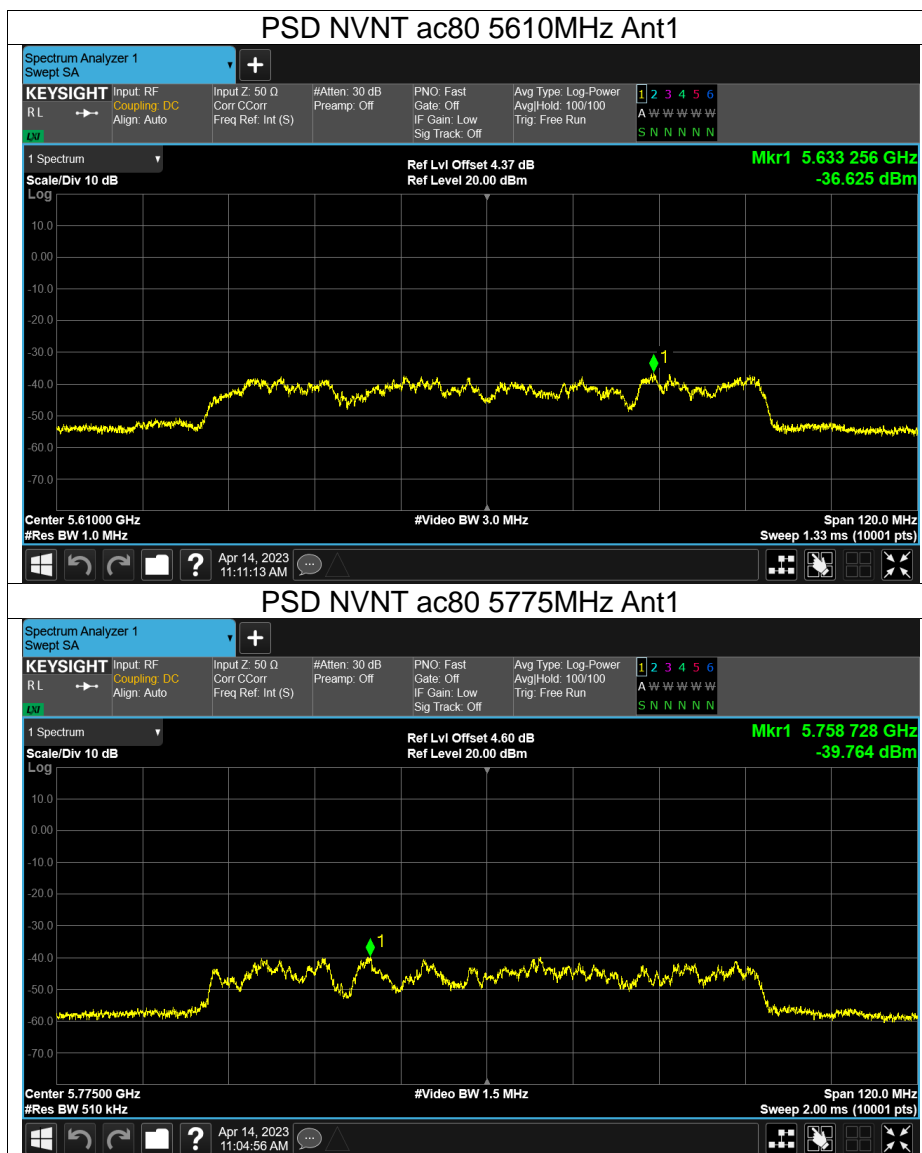 PSD NVNT ac80 5610MHz Ant1
Spectrum Analyzer 1
Swept SA
KEYSIGHT Input: RF Input Z: 50 Ω #Atten: 30 dB PNO: Fast Avg Type: Log-Power 1 2 3 4 5 6
RL Coupling: DC Corr CCorr Preamp: Off Gate: Off Avg|Hold: 100/100 A W W W W W
Align: Auto Freq Ref: Int (S) IF Gain: Low Trig: Free Run
LXI Sig Track: Off S N N N N N
1 Spectrum Ref Lvl Offset 4.37 dB Mkr1 5.633 256 GHz
Scale/Div 10 dB Ref Level 20.00 dBm -36.625 dBm
Log
10.0
0.00
-10.0
-20.0
-30.0
1
-40.0
-50.0
-60.0
-70.0
Center 5.61000 GHz #Video BW 3.0 MHz Span 120.0 MHz
#Res BW 1.0 MHz Sweep 1.33 ms (10001 pts)
? Apr 14, 2023
11:11:13 AM
PSD NVNT ac80 5775MHz Ant1
Spectrum Analyzer 1
Swept SA
KEYSIGHT Input: RF Input Z: 50 Ω #Atten: 30 dB PNO: Fast Avg Type: Log-Power 1 2 3 4 5 6
RL Coupling: DC Corr CCorr Preamp: Off Gate: Off Avg|Hold: 100/100 A W W W W W
Align: Auto Freq Ref: Int (S) IF Gain: Low Trig: Free Run
LXI Sig Track: Off S N N N N N
1 Spectrum Ref Lvl Offset 4.60 dB Mkr1 5.758 728 GHz
Scale/Div 10 dB Ref Level 20.00 dBm -39.764 dBm
Log
10.0
0.00
-10.0
-20.0
-30.0
1
-40.0
-50.0
-60.0
-70.0
Center 5.77500 GHz #Video BW 1.5 MHz Span 120.0 MHz
#Res BW 510 kHz Sweep 2.00 ms (10001 pts)
? Apr 14, 2023
11:04:56 AM